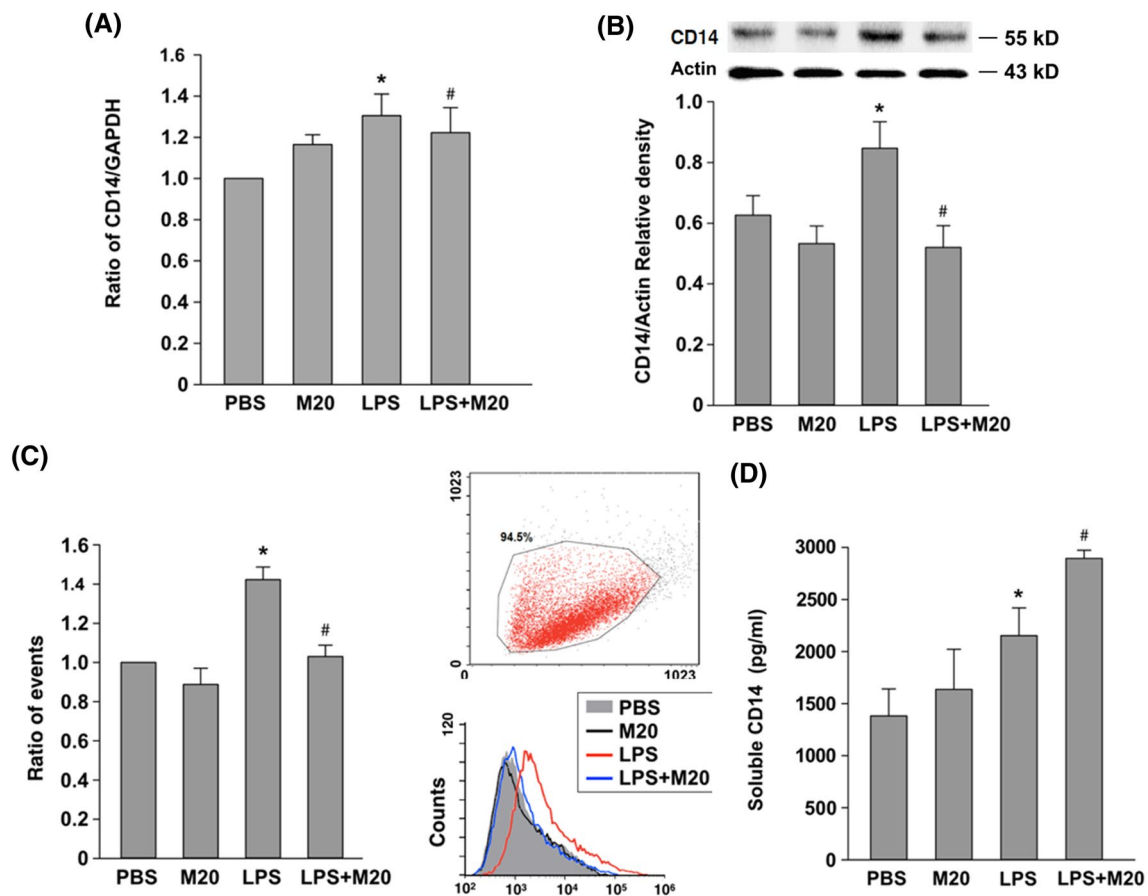 (A)
Ratio of CD14/GAPDH
1.6
1.4
1.2
1.0
0.8
0.6
0.4
0.2
0
*
#
PBS M20 LPS LPS+M20
(B)
CD14 — 55 kD
Actin — 43 kD
CD14/Actin Relative density
1.0
0.8
0.6
0.4
0.2
0
*
#
PBS M20 LPS LPS+M20
(C)
Ratio of events
1.6
1.4
1.2
1.0
0.8
0.6
0.4
0.2
0
*
#
PBS M20 LPS LPS+M20
1023
94.5%
0
0 1023
120
Counts
PBS
M20
LPS
LPS+M20
10² 10³ 10⁴ 10⁵ 10⁶
(D)
Soluble CD14 (pg/ml)
3000
2500
2000
1500
1000
500
0
*
#
PBS M20 LPS LPS+M20